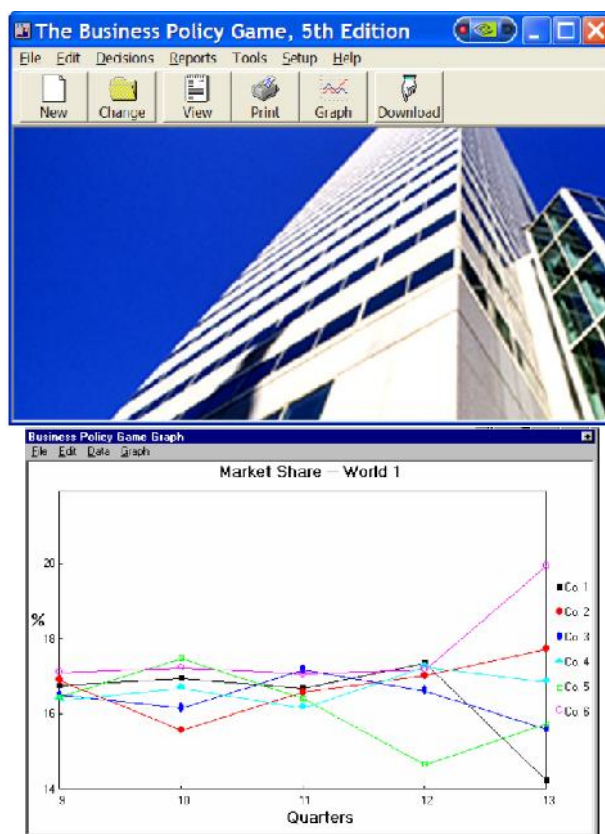 The Business Policy Game, 5th Edition
File Edit Decisions Reports Tools Setup Help
New Change View Print Graph Download
Business Policy Game Graph
File Edit Data Graph
Market Share – World 1
20
18
16
14
%
Co. 1
Co. 2
Co. 3
Co. 4
Co. 5
Co. 6
9 10 11 12 13
Quarters